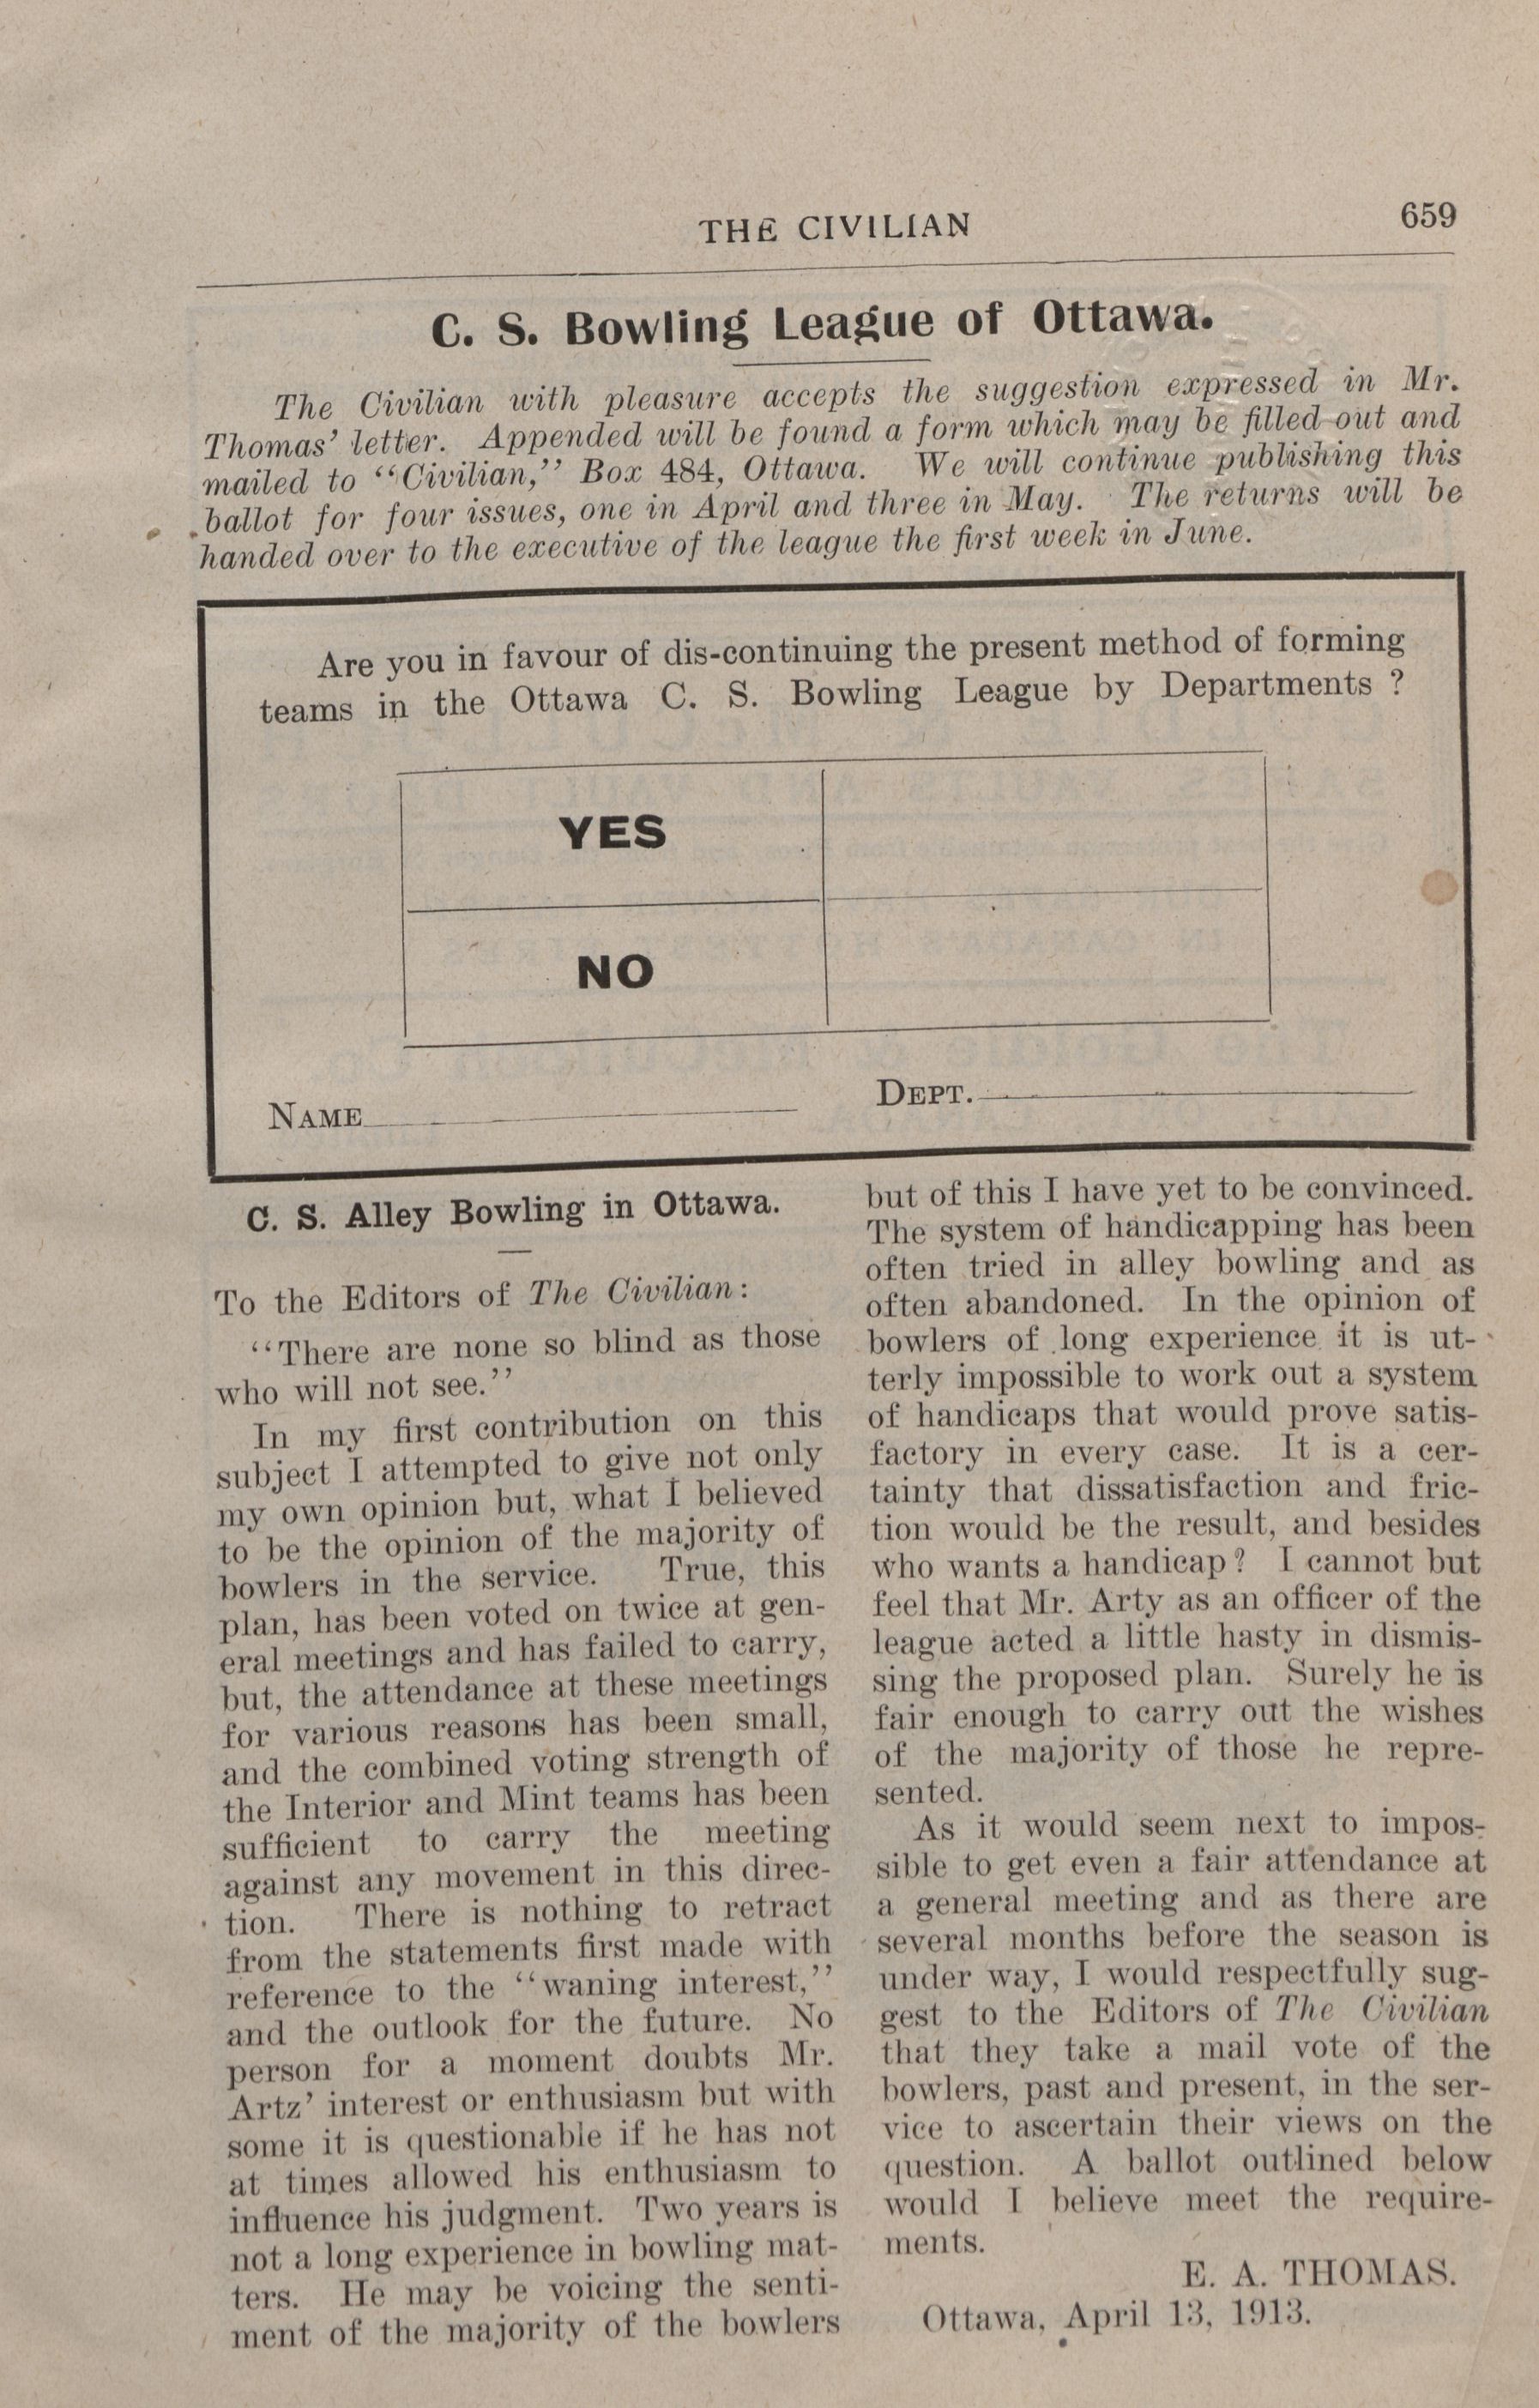 THE CIVILIAN
659
C. S. Bowling League of Ottawa.
The Civilian with pleasure accepts the suggestion expressed in Mr.
Thomas' letter. Appended will be found a form which may be filled out and
mailed to "Civilian," Box 484, Ottawa. We will continue publishing this
ballot for four issues, one in April and three in May. The returns will be
handed over to the executive of the league the first week in June.
Are you in favour of dis-continuing the present method of forming
teams in the Ottawa C. S. Bowling League by Departments ?
YES
NO
NAME
DEPT.
C. S. Alley Bowling in Ottawa.
To the Editors of The Civilian:
"There are none so blind as those
who will not see."
In my first contribution on this
subject I attempted to give not only
my own opinion but, what I believed
to be the opinion of the majority of
bowlers in the service. True, this
plan, has been voted on twice at gen-
eral meetings and has failed to carry,
but, the attendance at these meetings
for various reasons has been small,
and the combined voting strength of
the Interior and Mint teams has been
sufficient to carry the meeting
against any movement in this direc-
tion. There is nothing to retract
from the statements first made with
reference to the "waning interest,"
and the outlook for the future. No
person for a moment doubts Mr.
Artz' interest or enthusiasm but with
some it is questionable if he has not
at times allowed his enthusiasm to
influence his judgment. Two years is
not a long experience in bowling mat-
ters. He may be voicing the senti-
ment of the majority of the bowlers
but of this I have yet to be convinced.
The system of handicapping has been
often tried in alley bowling and as
often abandoned. In the opinion of
bowlers of long experience it is ut-
terly impossible to work out a system
of handicaps that would prove satis-
factory in every case. It is a cer-
tainty that dissatisfaction and fric-
tion would be the result, and besides
who wants a handicap? I cannot but
feel that Mr. Arty as an officer of the
league acted a little hasty in dismis-
sing the proposed plan. Surely he is
fair enough to carry out the wishes
of the majority of those he repre-
sented.
As it would seem next to impos-
sible to get even a fair attendance at
a general meeting and as there are
several months before the season is
under way, I would respectfully sug-
gest to the Editors of The Civilian
that they take a mail vote of the
bowlers, past and present, in the ser-
vice to ascertain their views on the
question. A ballot outlined below
would I believe meet the require-
ments.
E. A. THOMAS.
Ottawa, April 13, 1913.